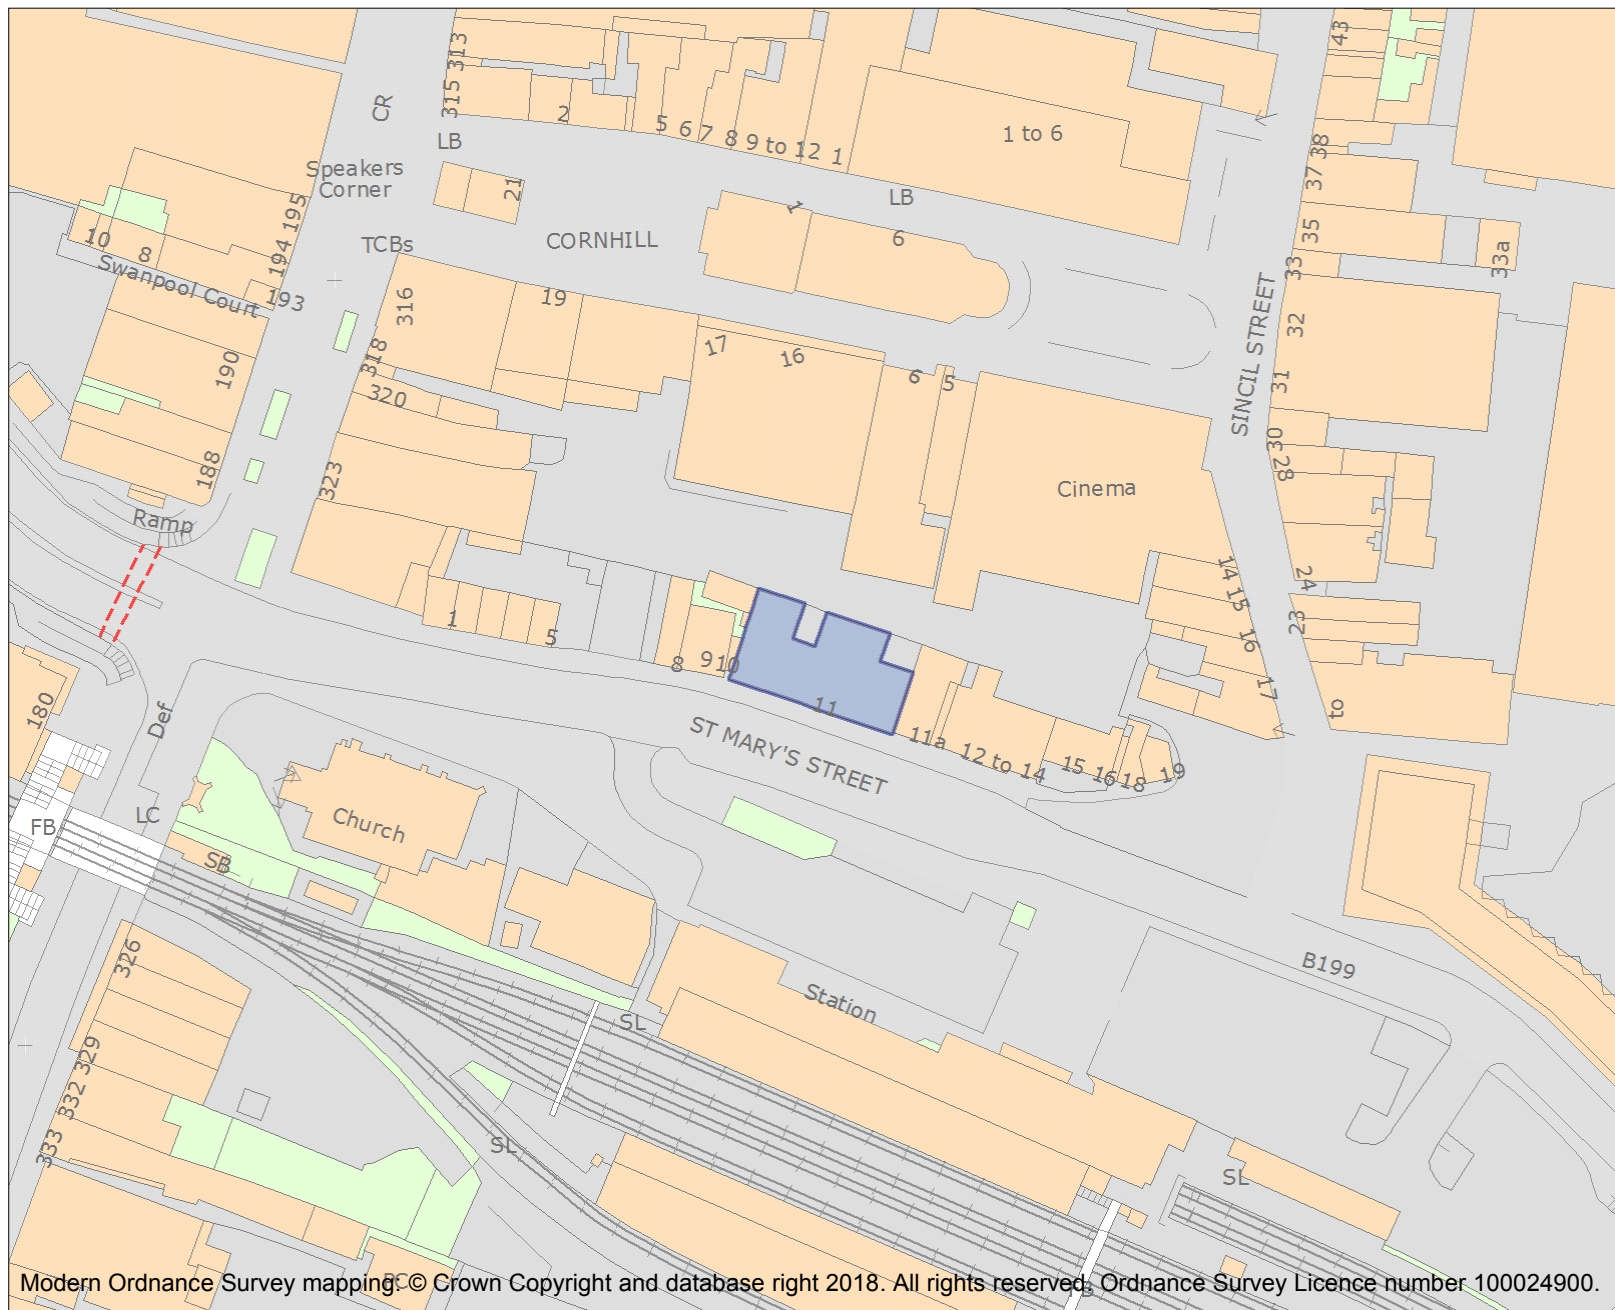 313
315
CR
2
LB
5 6 7 8 9 to 12 1
1 to 6
43
38
37
Speakers
Corner
21
LB
195
194
10
8
Swanpool Court
193
TCBs
CORNHILL
1
6
35
33
33a
SINCIL STREET
316
19
32
190
318
17
16
6
5
31
320
30
28
188
323
Cinema
Ramp
14
15
24
23
16
17
to
1
5
8
9
10
11
11a
12 to 14
15
16
18
19
ST MARY'S STREET
180
Def
Church
FB
LC
SB
326
B199
Station
SL
329
332
333
SL
SL
PC
Modern Ordnance Survey mapping: © Crown Copyright and database right 2018. All rights reserved. Ordnance Survey Licence number 100024900.